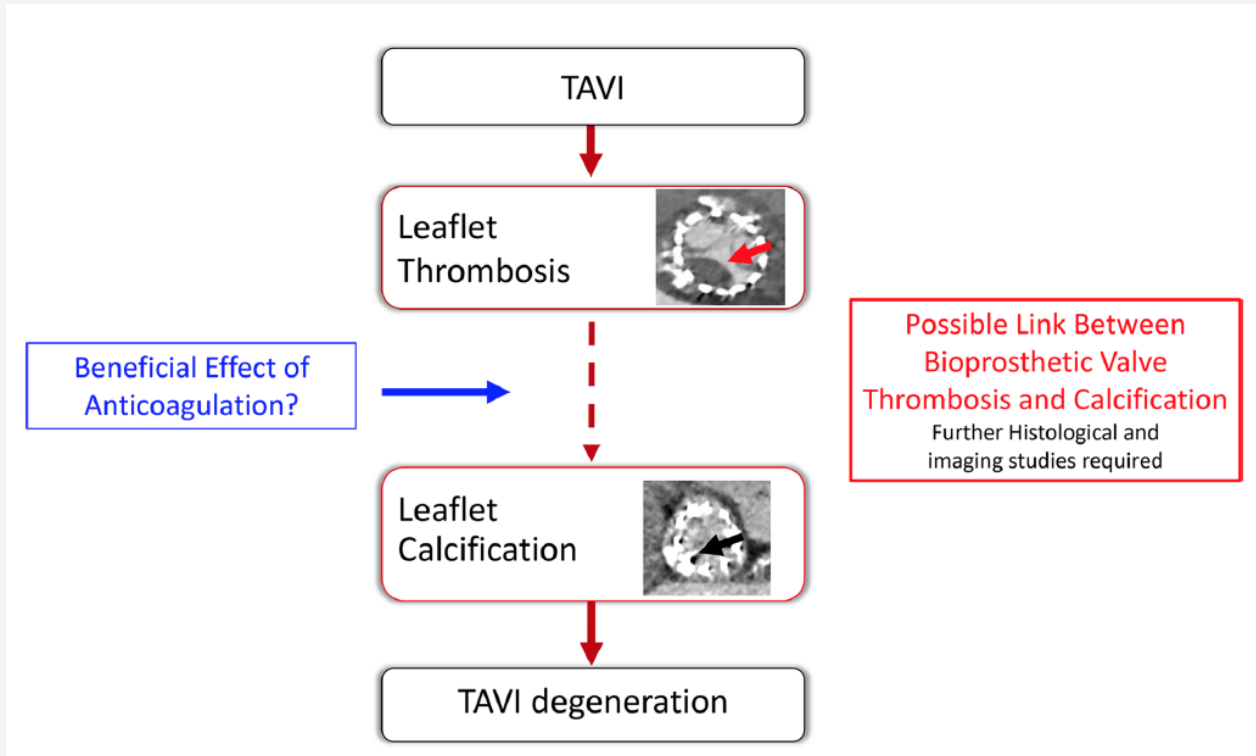 TAVI
Leaflet
Thrombosis
Beneficial Effect of
Anticoagulation?
Possible Link Between
Bioprosthetic Valve
Thrombosis and Calcification
Further Histological and
imaging studies required
Leaflet
Calcification
TAVI degeneration